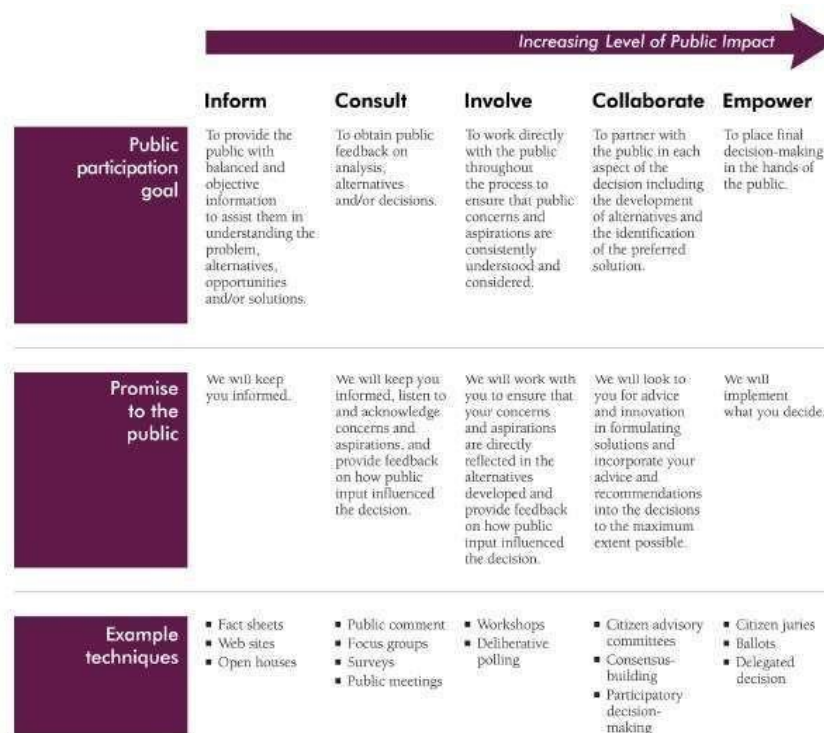 Increasing Level of Public Impact
Inform
Consult
Involve
Collaborate
Empower
Public
participation
goal
To provide the
public with
balanced and
objective
information
to assist them in
understanding the
problem,
alternatives,
opportunities
and/or solutions.
To obtain public
feedback on
analysis,
alternatives
and/or decisions.
To work directly
with the public
throughout
the process to
ensure that public
concerns and
aspirations are
consistently
understood and
considered.
To partner with
the public in each
aspect of the
decision including
the development
of alternatives and
the identification
of the preferred
solution.
To place final
decision-making
in the hands of
the public.
Promise
to the
public
We will keep
you informed.
We will keep you
informed, listen to
and acknowledge
concerns and
aspirations, and
provide feedback
on how public
input influenced
the decision.
We will work with
you to ensure that
your concerns
and aspirations
are directly
reflected in the
alternatives
developed and
provide feedback
on how public
input influenced
the decision.
We will look to
you for advice
and innovation
in formulating
solutions and
incorporate your
advice and
recommendations
into the decisions
to the maximum
extent possible.
We will
implement
what you decide.
Example
techniques
▪ Fact sheets
▪ Web sites
▪ Open houses
▪ Public comment
▪ Focus groups
▪ Surveys
▪ Public meetings
▪ Workshops
▪ Deliberative
polling
▪ Citizen advisory
committees
▪ Consensus-
building
▪ Participatory
decision-
making
▪ Citizen juries
▪ Ballots
▪ Delegated
decision